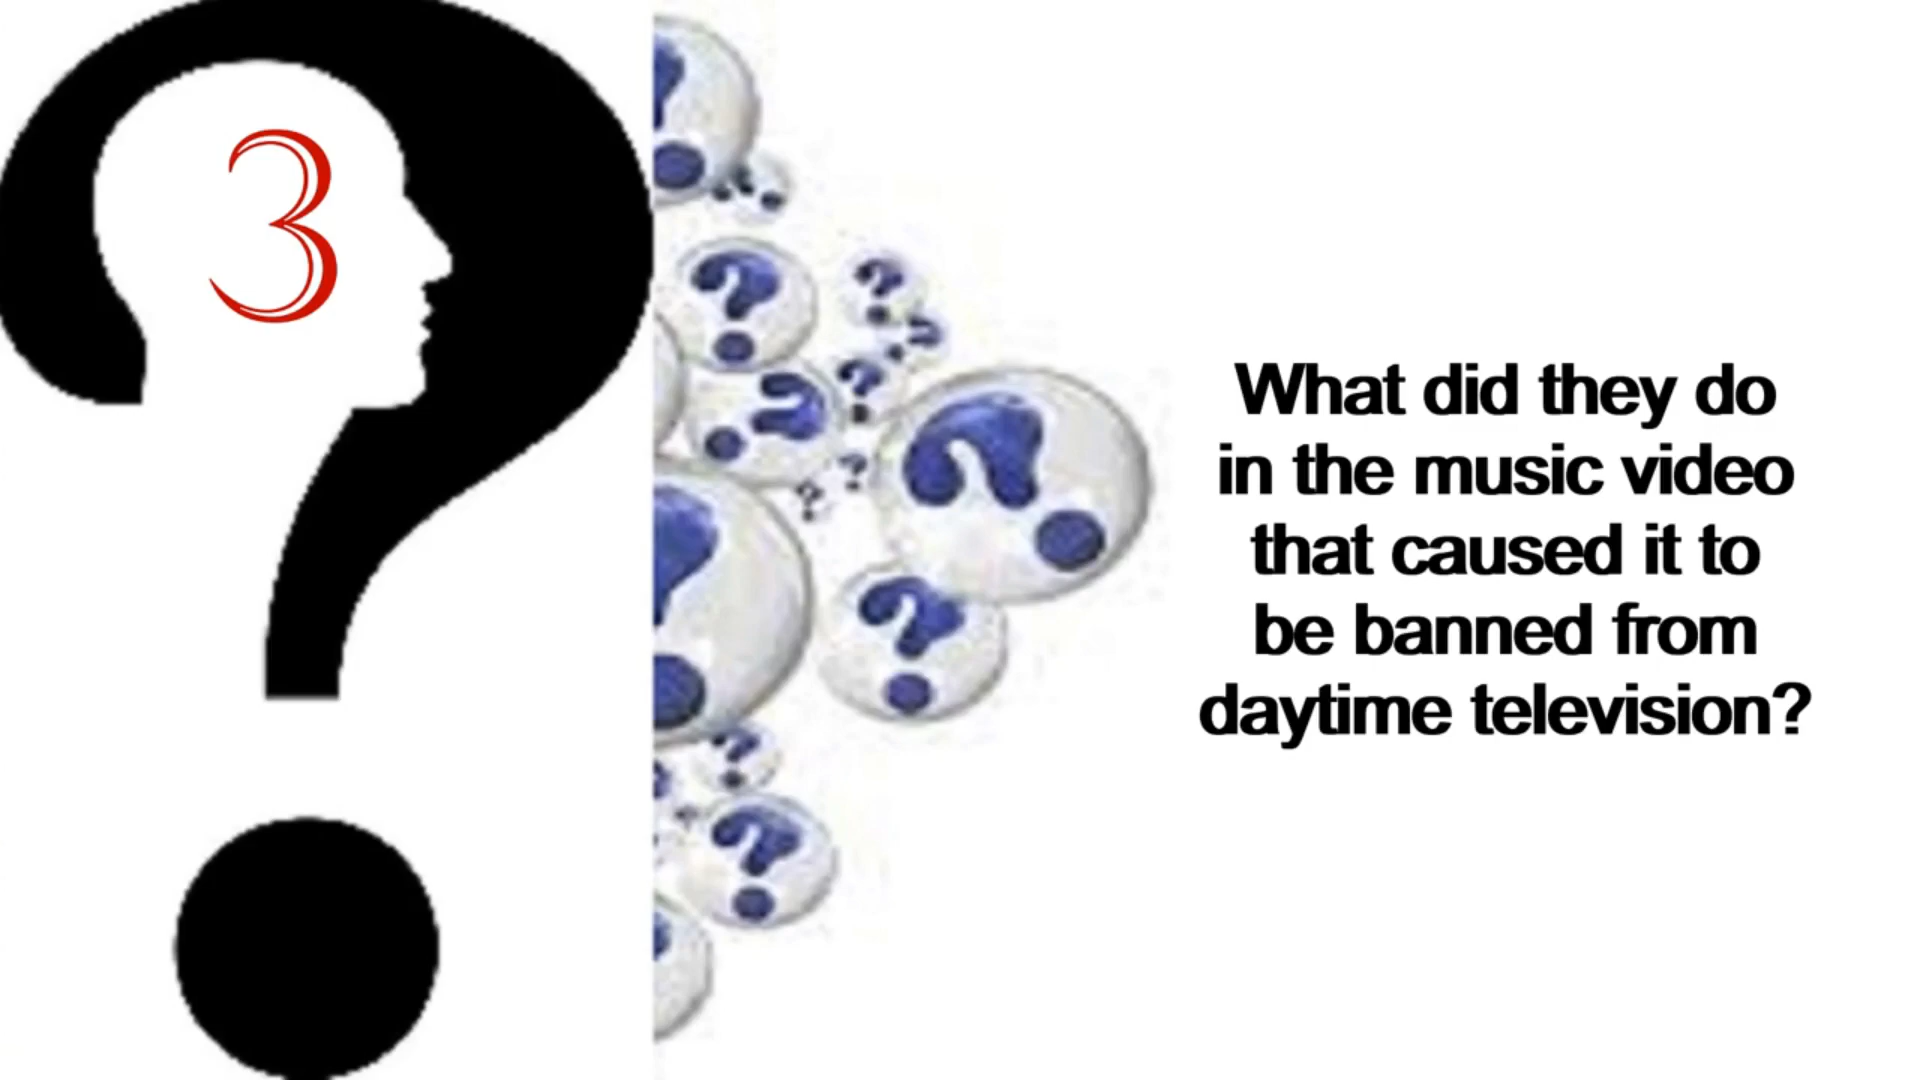 3
What did they do
in the music video
that caused it to
be banned from
daytime television?